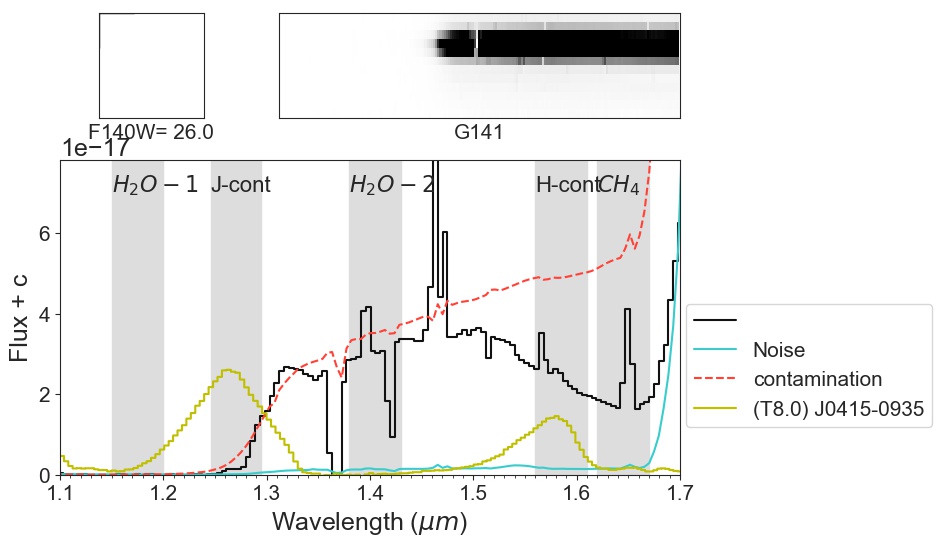 F140W= 26.0
G141
1e−17
H₂O − 1
J-cont
H₂O − 2
H-cont
CH₄
6
4
2
0
Flux + c
1.1 1.2 1.3 1.4 1.5 1.6 1.7
Wavelength (μm)
Noise
contamination
(T8.0) J0415-0935